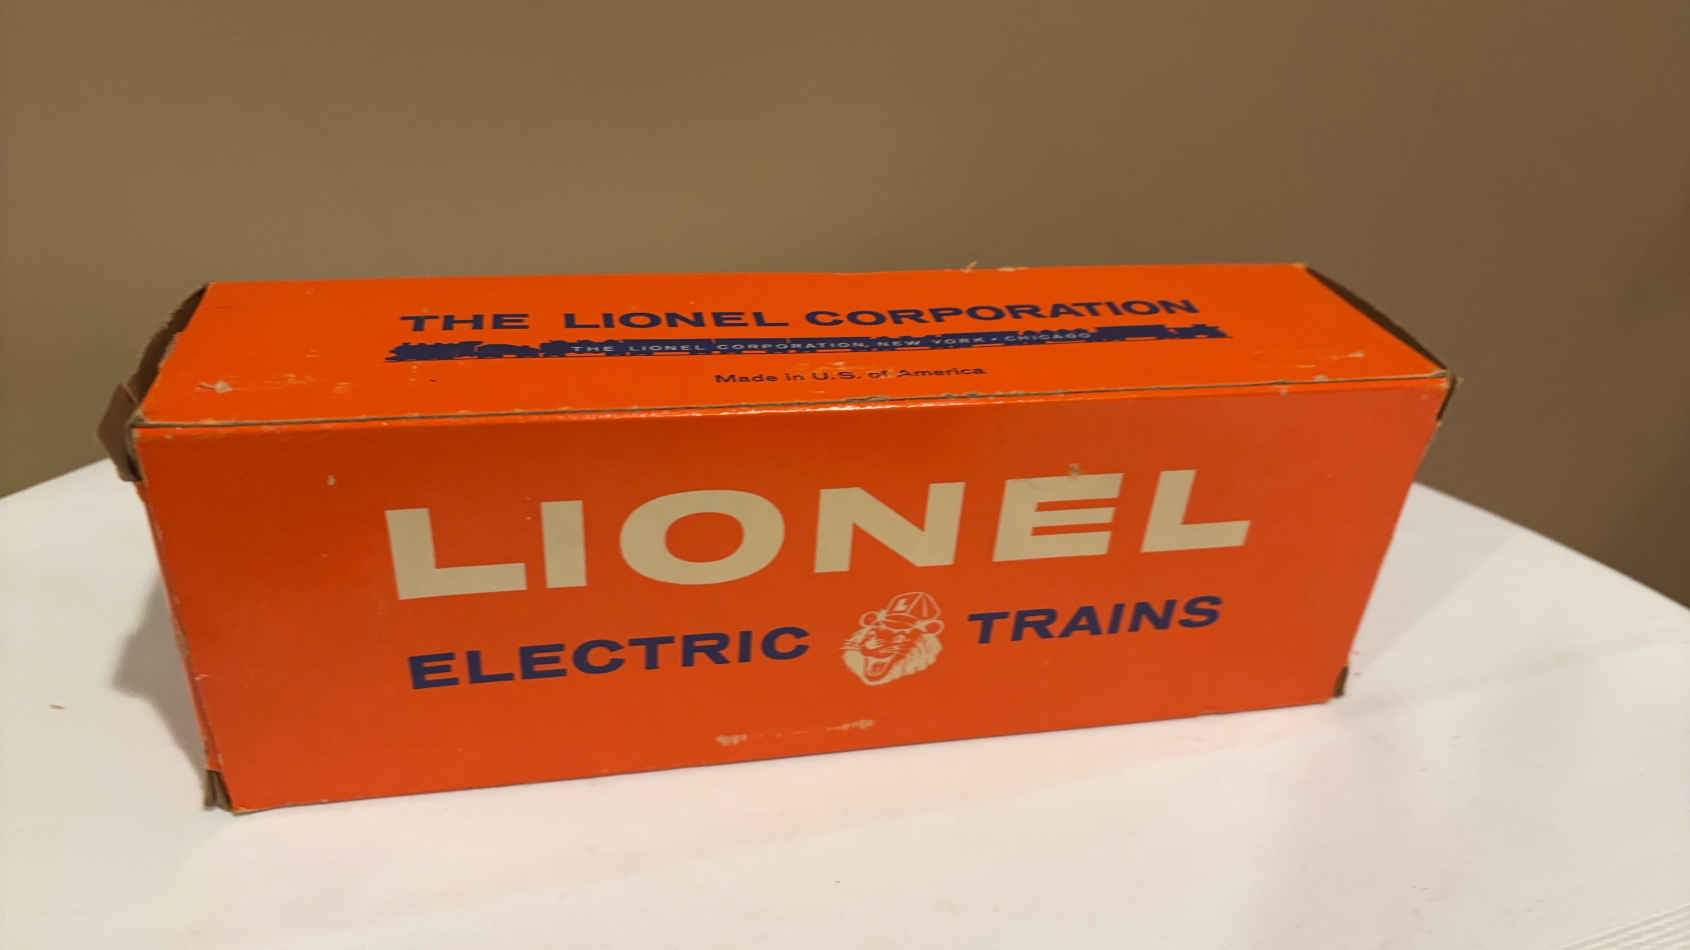 THE LIONEL CORPORATION
THE LIONEL CORPORATION, NEW YORK • CHICAGO
Made in U.S. of America
LIONEL
ELECTRIC L TRAINS